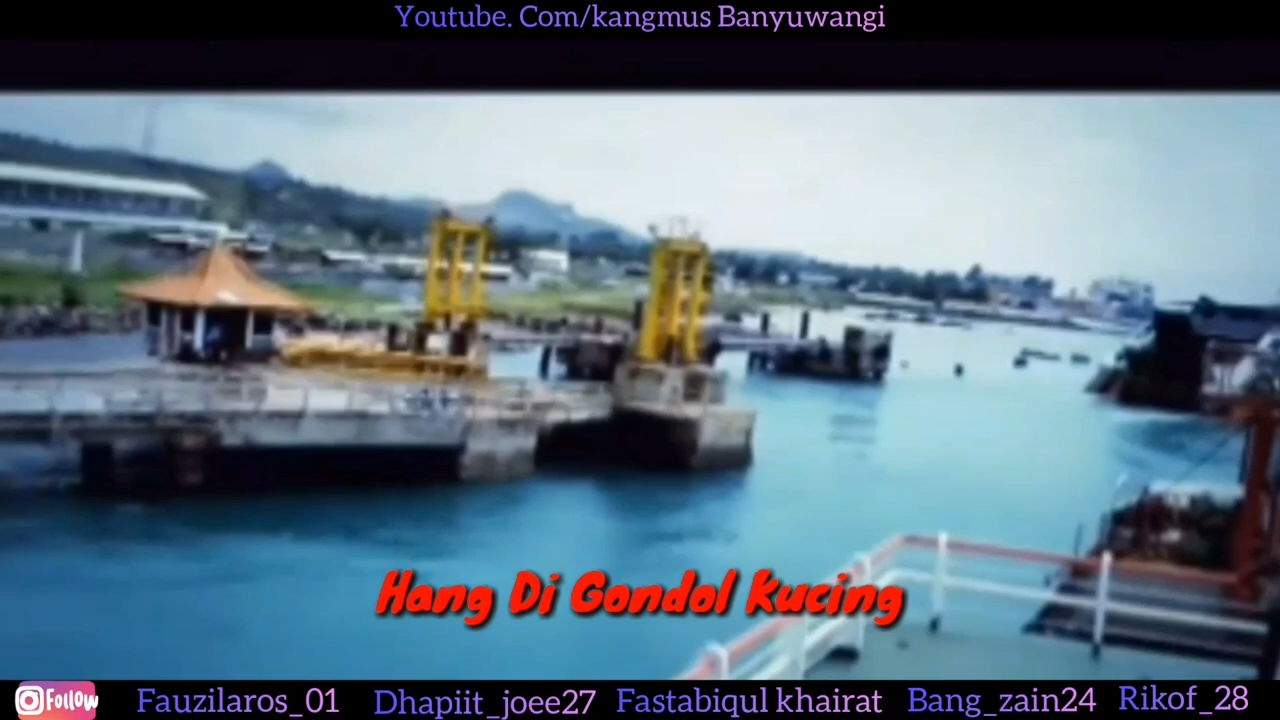 Youtube. Com/kangmus Banyuwangi
Hang Di Gondol Kucing
Follow Fauzilaros_01 Dhapiit_joee27 Fastabiqul khairat Bang_zain24 Rikof_28